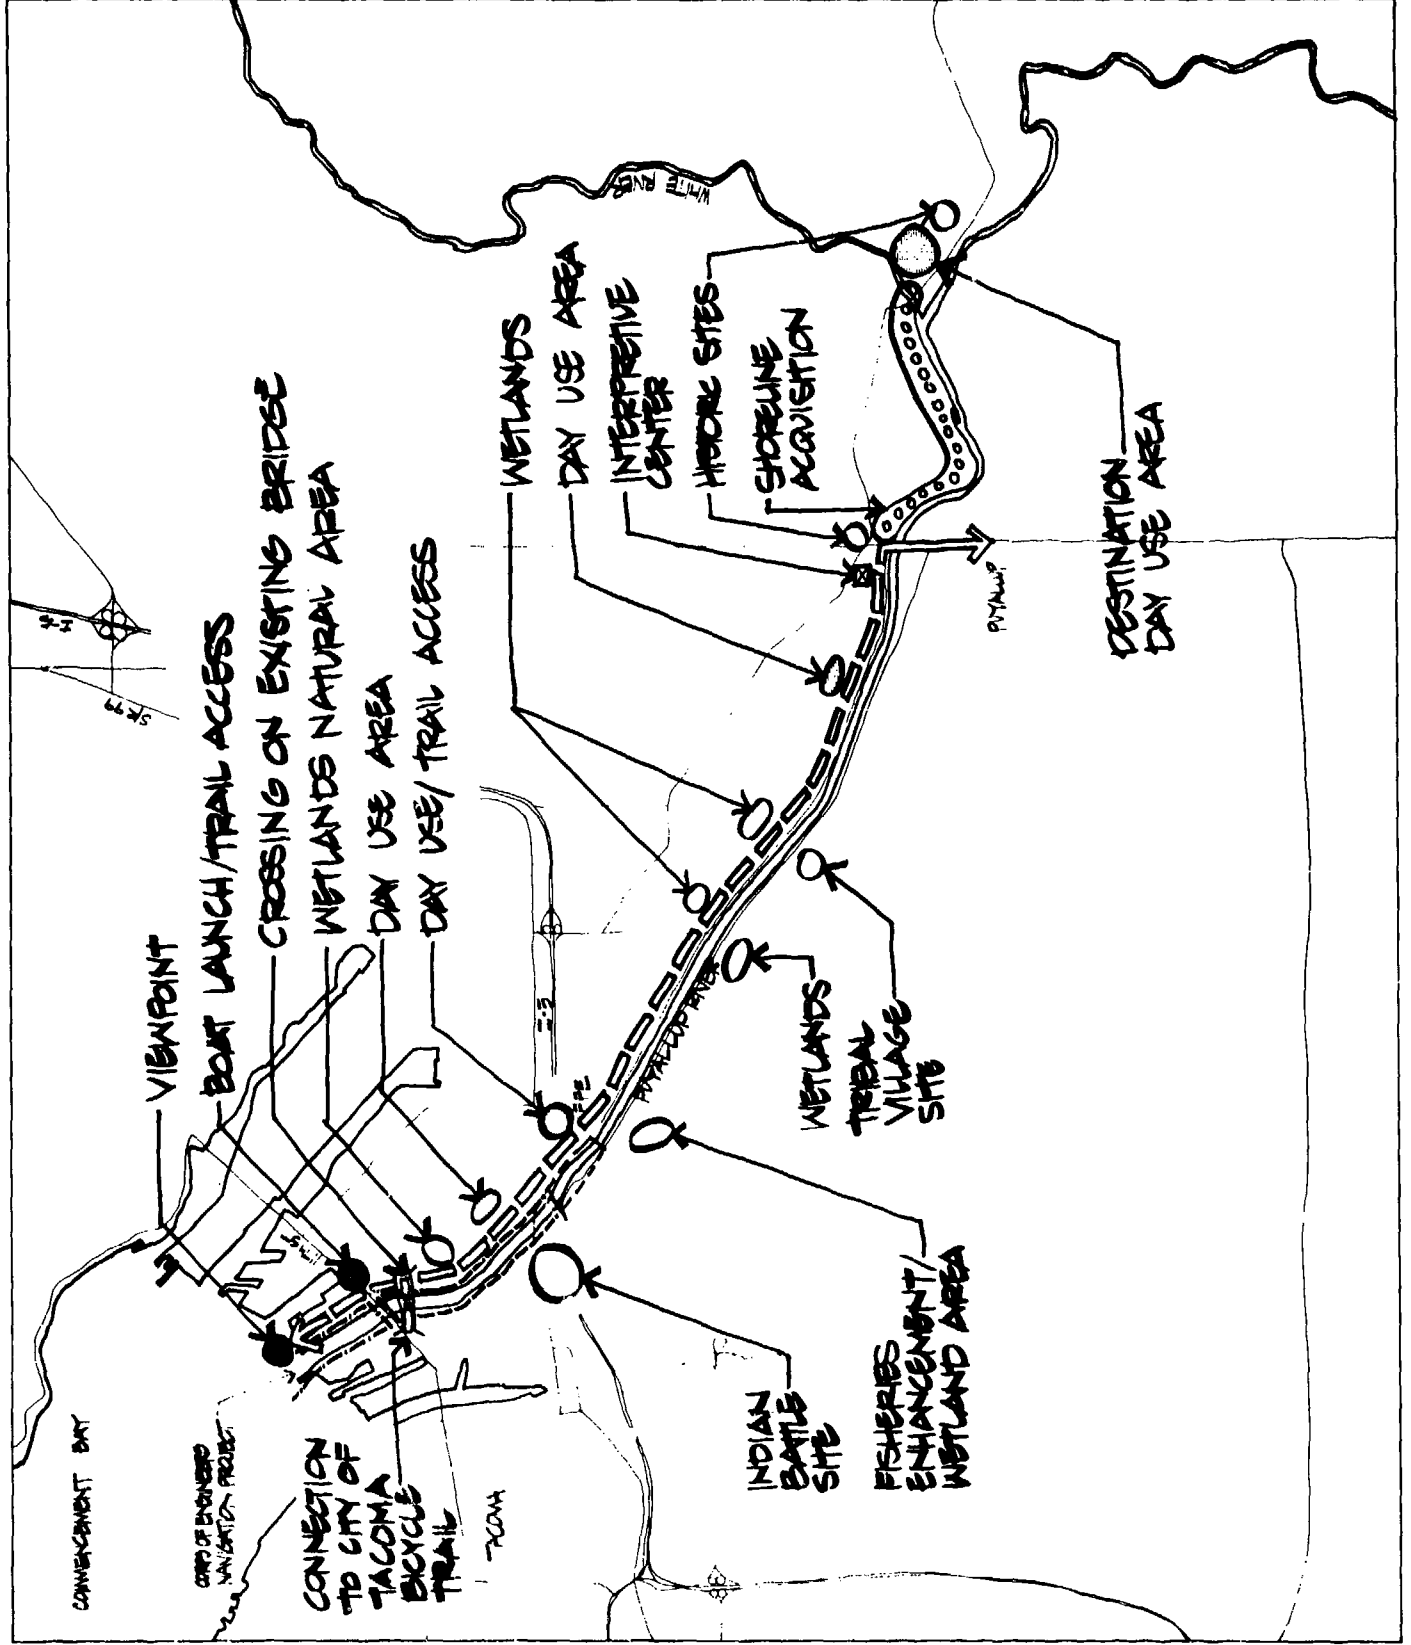 COMMENCEMENT BAY
CORPS OF ENGINEERS
NAVIGATION PROJECT
CONNECTION
TO CITY OF
TACOMA
BICYCLE
TRAIL
TACOMA
VIEWPOINT
BOAT LAUNCH/TRAIL ACCESS
CROSSING ON EXISTING BRIDGE
WETLANDS NATURAL AREA
DAY USE AREA
DAY USE/TRAIL ACCESS
SR 99
I-5
I-5
FIFE
PUYALLUP RIVER
WETLANDS
DAY USE AREA
INTERPRETIVE
CENTER
HISTORIC SITES
SHORELINE
ACQUISITION
WHITE
RIVER
INDIAN
BATTLE
SITE
FISHERIES
ENHANCEMENT/
WETLAND AREA
WETLANDS
TRIBAL
VILLAGE
SITE
PUYALLUP
DESTINATION
DAY USE AREA